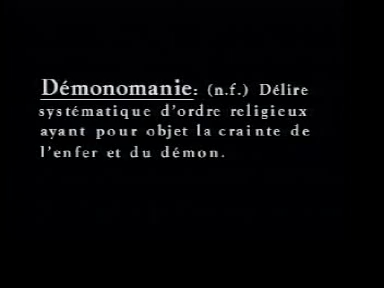 Démonomanie: (n.f.) Délire
systématique d'ordre religieux
ayant pour objet la crainte de
l'enfer et du démon.